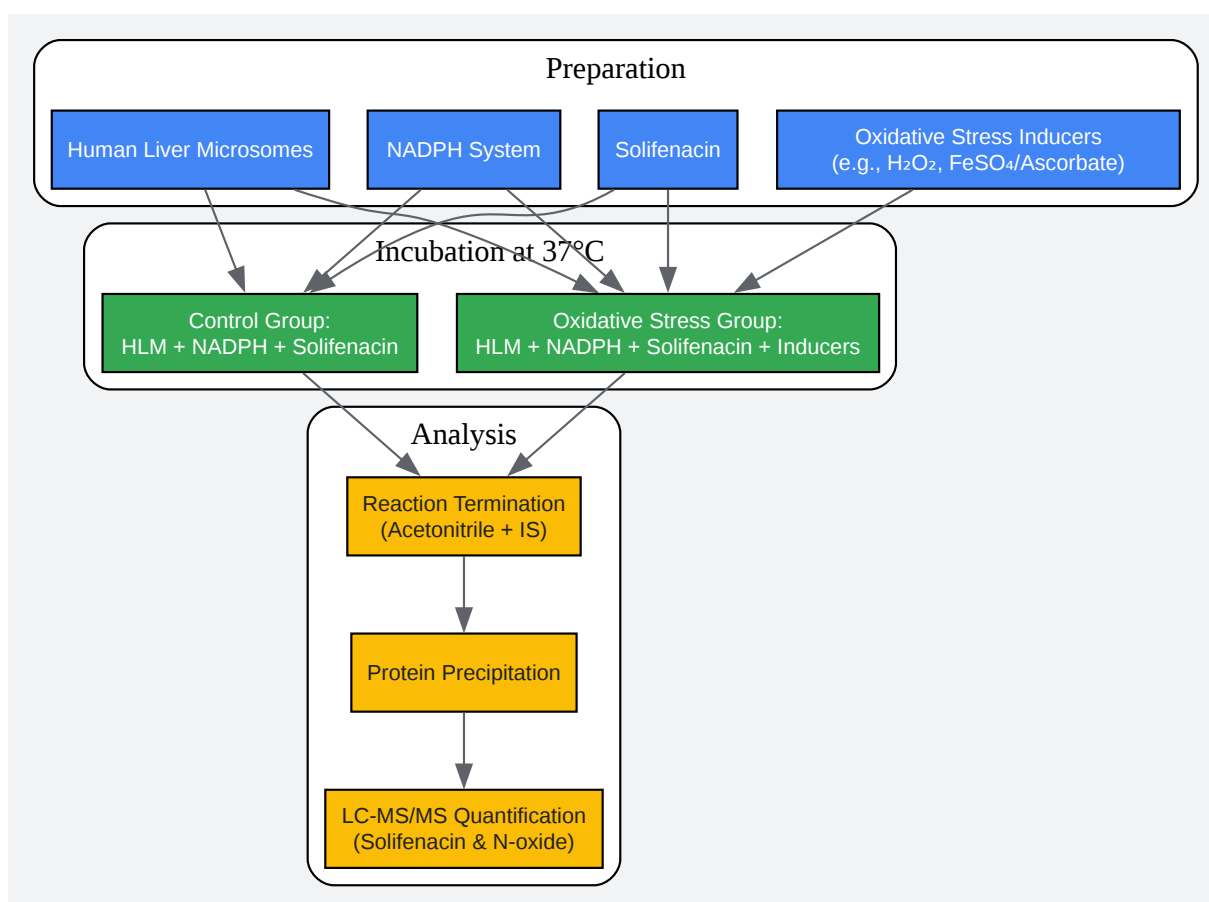 Preparation
Human Liver Microsomes
NADPH System
Solifenacin
Oxidative Stress Inducers
(e.g., H₂O₂, FeSO₄/Ascorbate)
Incubation at 37°C
Control Group:
HLM + NADPH + Solifenacin
Oxidative Stress Group:
HLM + NADPH + Solifenacin + Inducers
Analysis
Reaction Termination
(Acetonitrile + IS)
Protein Precipitation
LC-MS/MS Quantification
(Solifenacin & N-oxide)